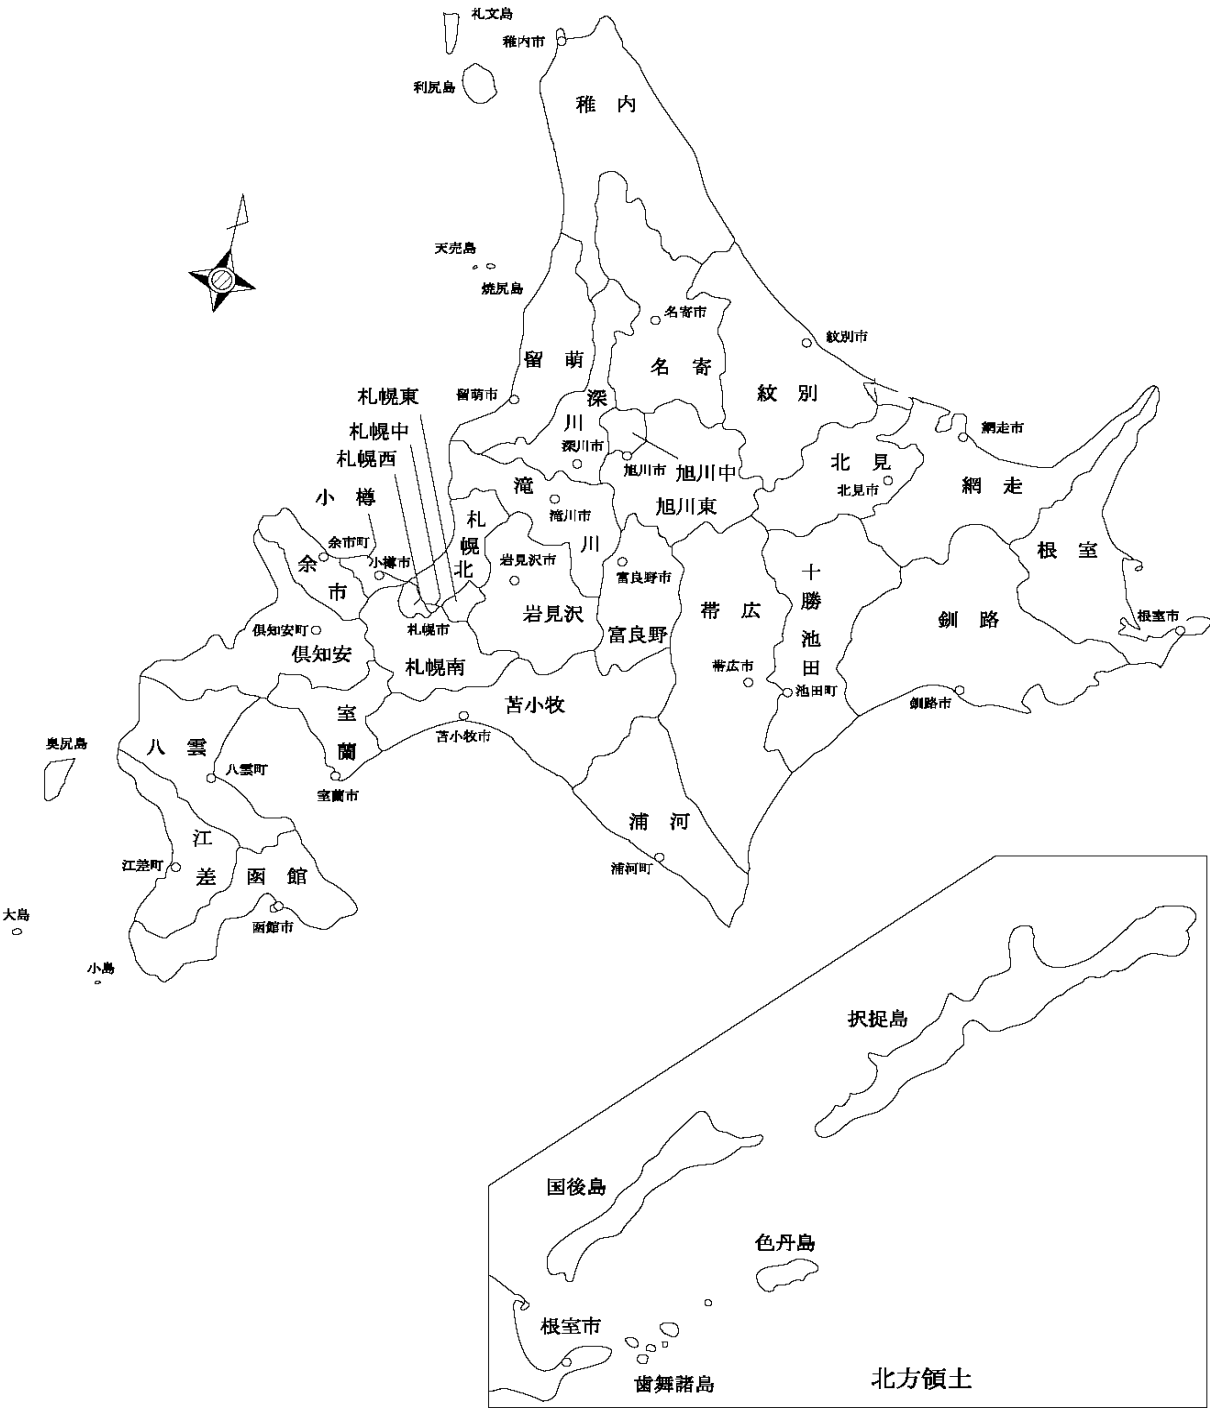 礼文島
稚内市
利尻島
稚内
天売島
焼尻島
名寄市
紋別市
留萌
名寄
紋別
留萌市
深川
深川市
札幌東
札幌中
札幌西
小樽
網走市
旭川市
旭川中
北見
北見市
網走
滝川
滝川市
旭川東
札幌北
余市町
余市
小樽市
岩見沢市
富良野市
根室
十勝池田
帯広
岩見沢
釧路
根室市
倶知安町
札幌市
富良野
倶知安
札幌南
帯広市
池田町
釧路市
室蘭
苫小牧
苫小牧市
奥尻島
八雲
八雲町
室蘭市
江差
浦河
江差町
函館
浦河町
大島
函館市
小島
択捉島
国後島
色丹島
根室市
歯舞諸島
北方領土